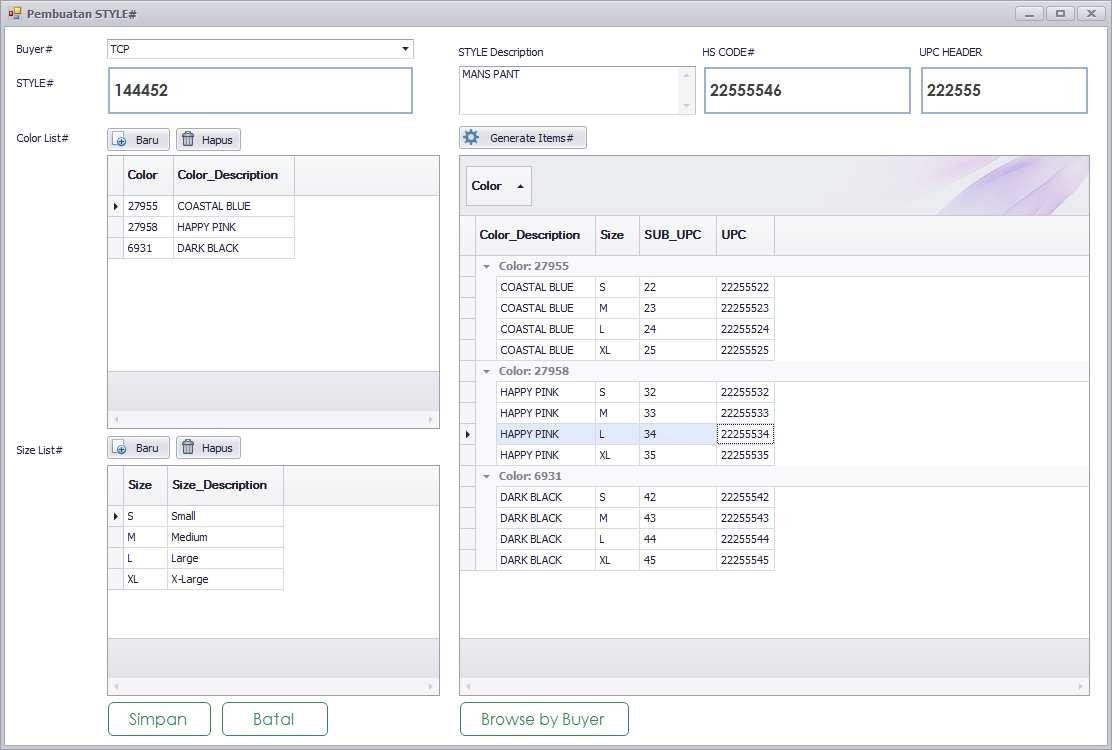 Pembuatan STYLE#
Buyer# TCP
STYLE# 144452
STYLE Description HS CODE# UPC HEADER
MANS PANT 22555546 222555
Color List# Baru Hapus
Color Color_Description
27955 COASTAL BLUE
27958 HAPPY PINK
6931 DARK BLACK
Size List# Baru Hapus
Size Size_Description
S Small
M Medium
L Large
XL X-Large
Generate Items#
Color
Color_Description Size SUB_UPC UPC
Color: 27955
COASTAL BLUE S 22 22255522
COASTAL BLUE M 23 22255523
COASTAL BLUE L 24 22255524
COASTAL BLUE XL 25 22255525
Color: 27958
HAPPY PINK S 32 22255532
HAPPY PINK M 33 22255533
HAPPY PINK L 34 22255534
HAPPY PINK XL 35 22255535
Color: 6931
DARK BLACK S 42 22255542
DARK BLACK M 43 22255543
DARK BLACK L 44 22255544
DARK BLACK XL 45 22255545
Simpan Batal Browse by Buyer